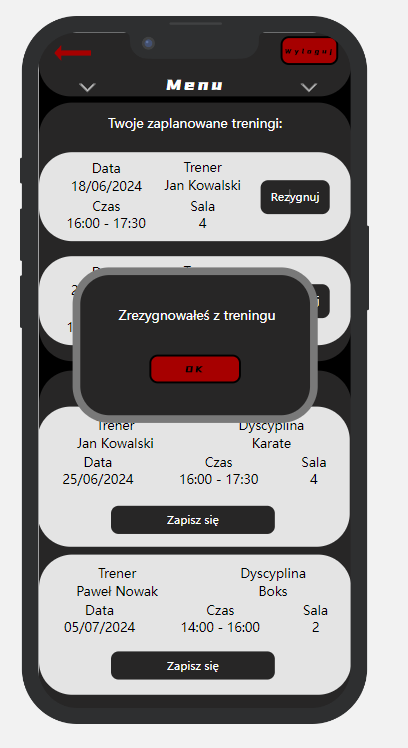 Wyloguj
Menu
Twoje zaplanowane treningi:
Data
Trener
18/06/2024
Jan Kowalski
Rezygnuj
Czas
Sala
16:00 - 17:30
4
Zrezygnowałeś z treningu
OK
Trener
Dyscyplina
Jan Kowalski
Karate
Data
Czas
Sala
25/06/2024
16:00 - 17:30
4
Zapisz się
Trener
Dyscyplina
Paweł Nowak
Boks
Data
Czas
Sala
05/07/2024
14:00 - 16:00
2
Zapisz się